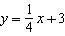 y = 1/4 x + 3